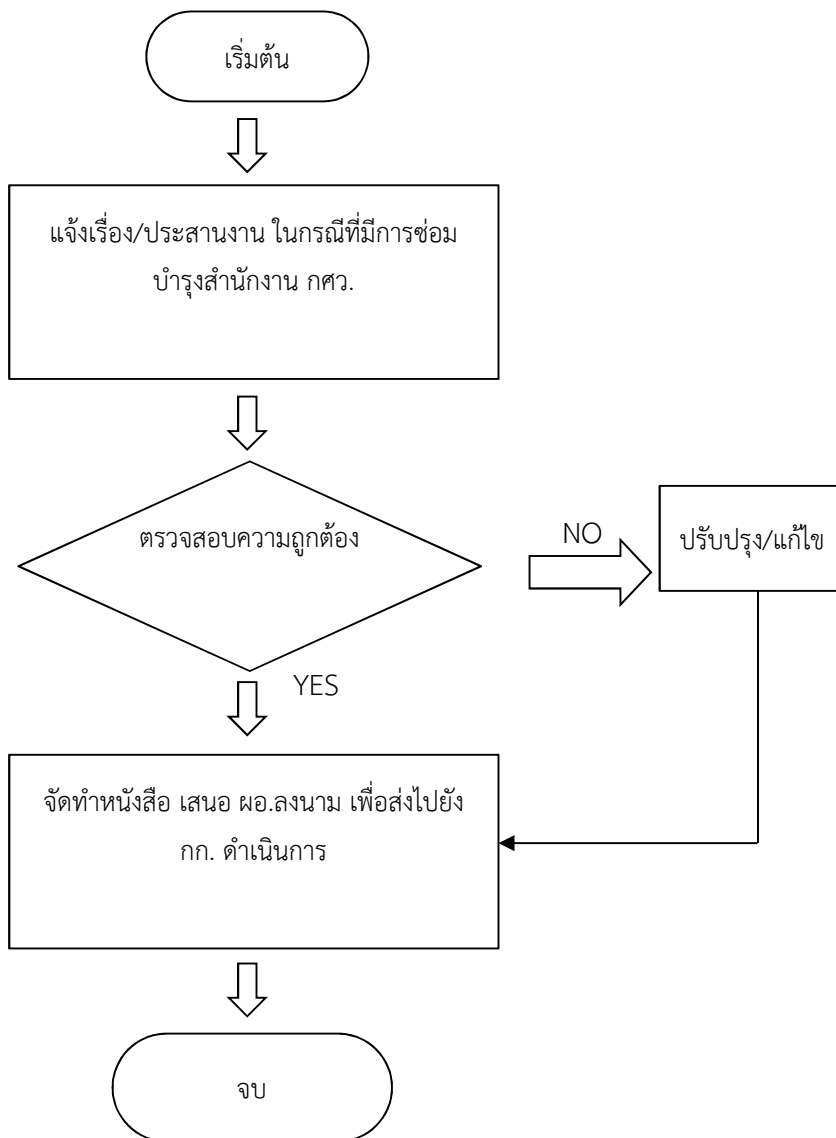 เริ่มต้น
แจ้งเรื่อง/ประสานงาน ในกรณีที่มีการซ่อม
บำรุงสำนักงาน กศว.
ตรวจสอบความถูกต้อง
NO
ปรับปรุง/แก้ไข
YES
จัดทำหนังสือ เสนอ ผอ.ลงนาม เพื่อส่งไปยัง
กก. ดำเนินการ
จบ